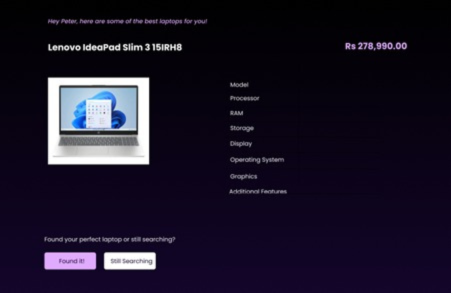 Hey Peter, here are some of the best laptops for you!
Lenovo IdeaPad Slim 3 15IRH8
Rs 278,990.00
Model
Processor
RAM
Storage
Display
Operating System
Graphics
Additional Features
Found your perfect laptop or still searching?
Found it!
Still Searching